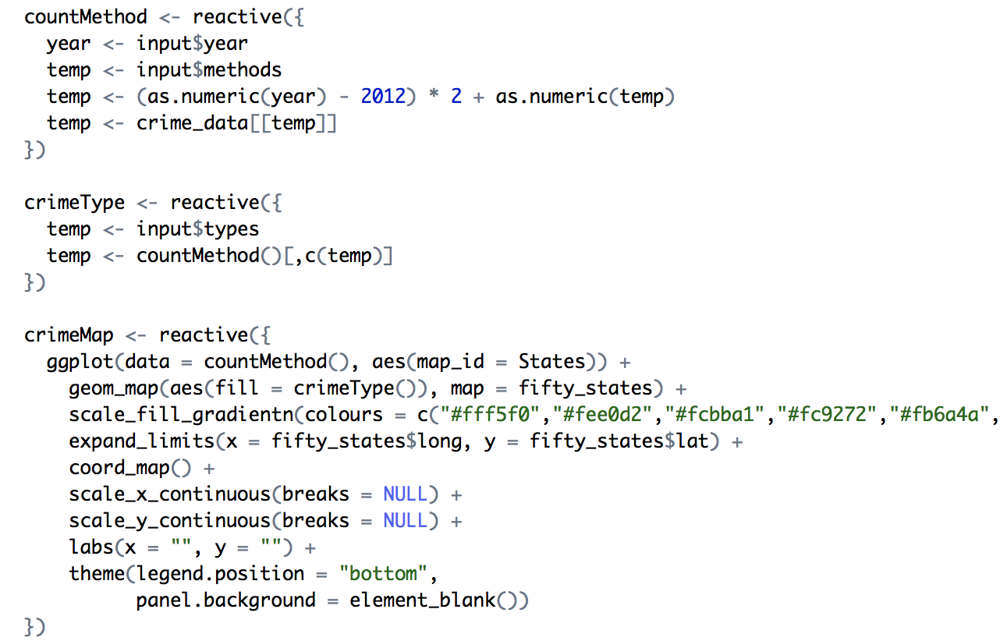 countMethod <- reactive({
  year <- input$year
  temp <- input$methods
  temp <- (as.numeric(year) - 2012) * 2 + as.numeric(temp)
  temp <- crime_data[[temp]]
})

crimeType <- reactive({
  temp <- input$types
  temp <- countMethod()[,c(temp)]
})

crimeMap <- reactive({
  ggplot(data = countMethod(), aes(map_id = States)) +
    geom_map(aes(fill = crimeType()), map = fifty_states) +
    scale_fill_gradientn(colours = c("#fff5f0","#fee0d2","#fcbba1","#fc9272","#fb6a4a",
    expand_limits(x = fifty_states$long, y = fifty_states$lat) +
    coord_map() +
    scale_x_continuous(breaks = NULL) +
    scale_y_continuous(breaks = NULL) +
    labs(x = "", y = "") +
    theme(legend.position = "bottom",
          panel.background = element_blank())
})